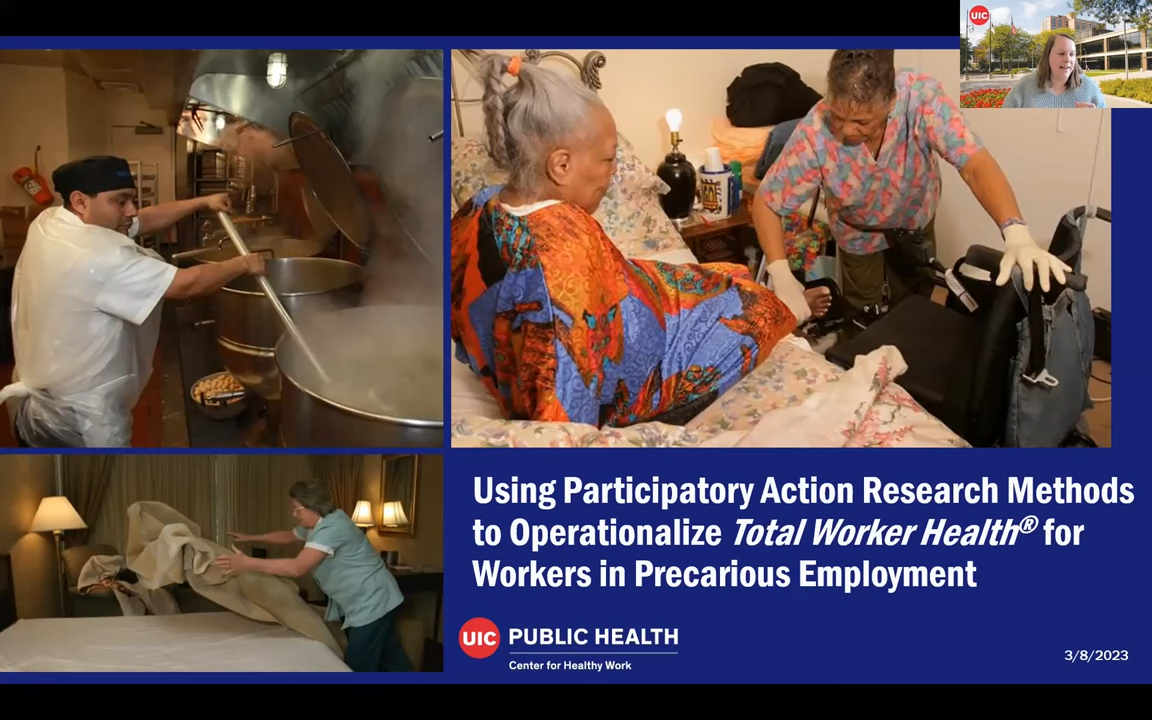 UIC
Using Participatory Action Research Methods
to Operationalize Total Worker Health® for
Workers in Precarious Employment
UIC PUBLIC HEALTH
Center for Healthy Work
3/8/2023